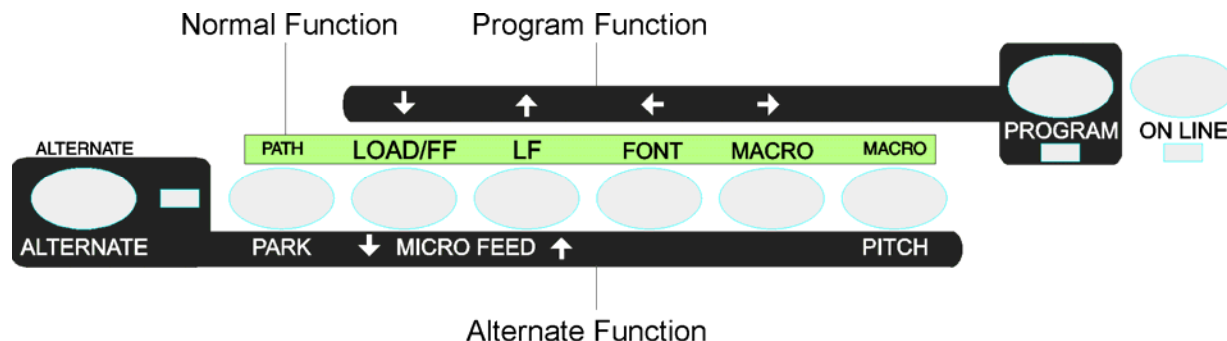 Normal Function Program Function
↓ ↑ ← →
PROGRAM ON LINE
ALTERNATE PATH LOAD/FF LF FONT MACRO MACRO
ALTERNATE PARK ↓ MICRO FEED ↑ PITCH
Alternate Function